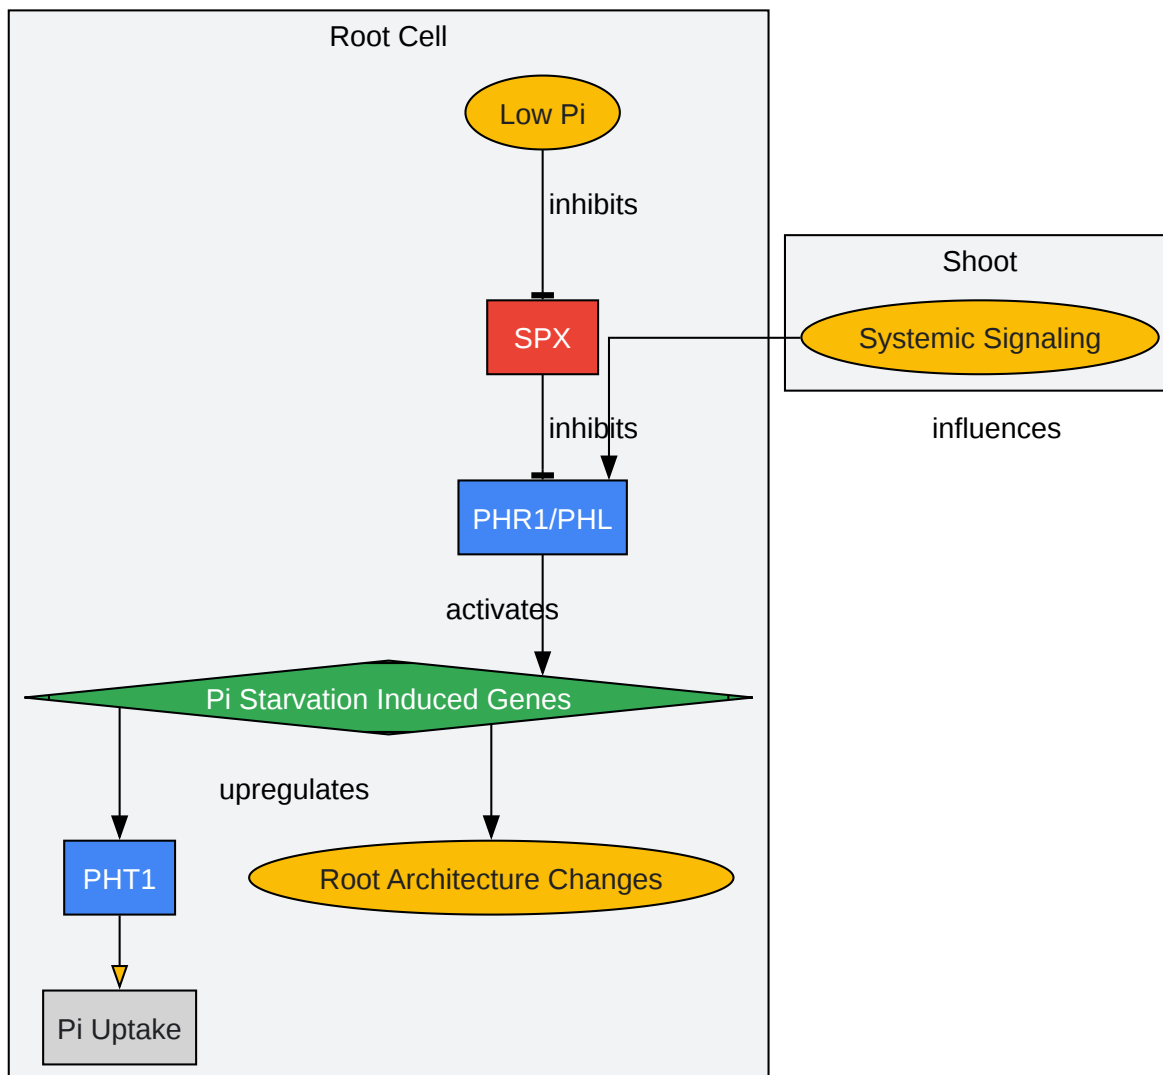 Root Cell
Low Pi
inhibits
Shoot
SPX
Systemic Signaling
inhibits
influences
PHR1/PHL
activates
Pi Starvation Induced Genes
upregulates
PHT1
Root Architecture Changes
Pi Uptake